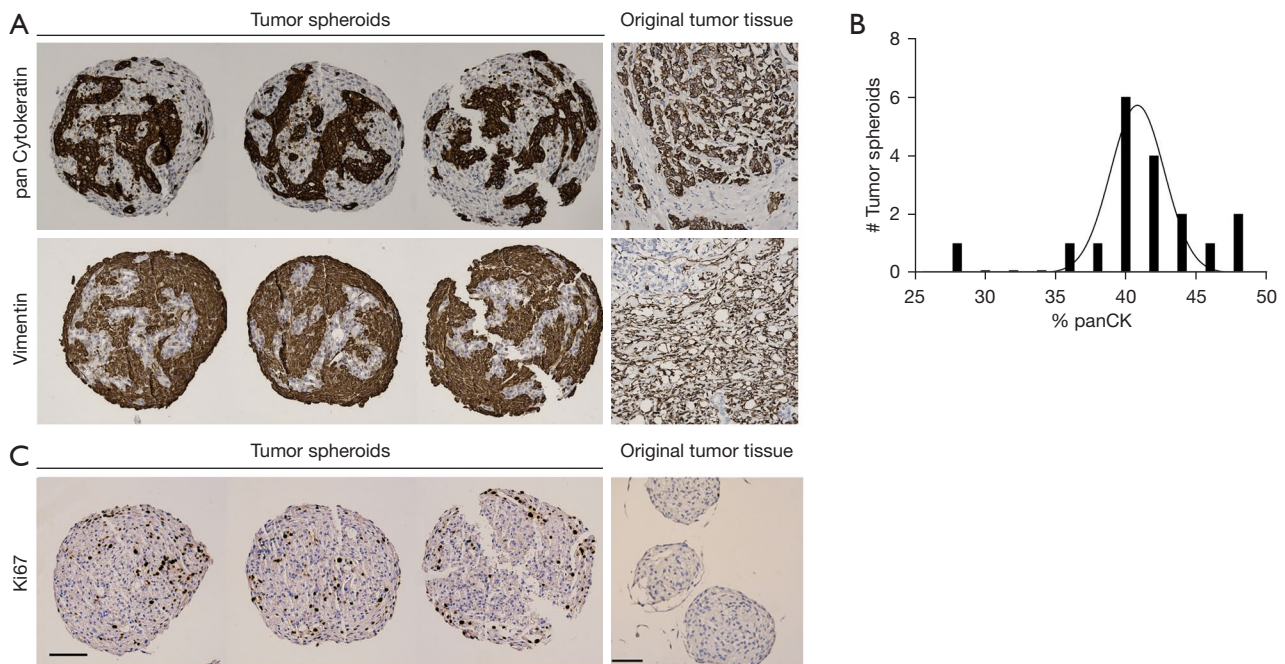 A
Tumor spheroids
Original tumor tissue
pan Cytokeratin
Vimentin
B
# Tumor spheroids
8
6
4
2
0
25
30
35
40
45
50
% panCK
C
Tumor spheroids
Original tumor tissue
Ki67